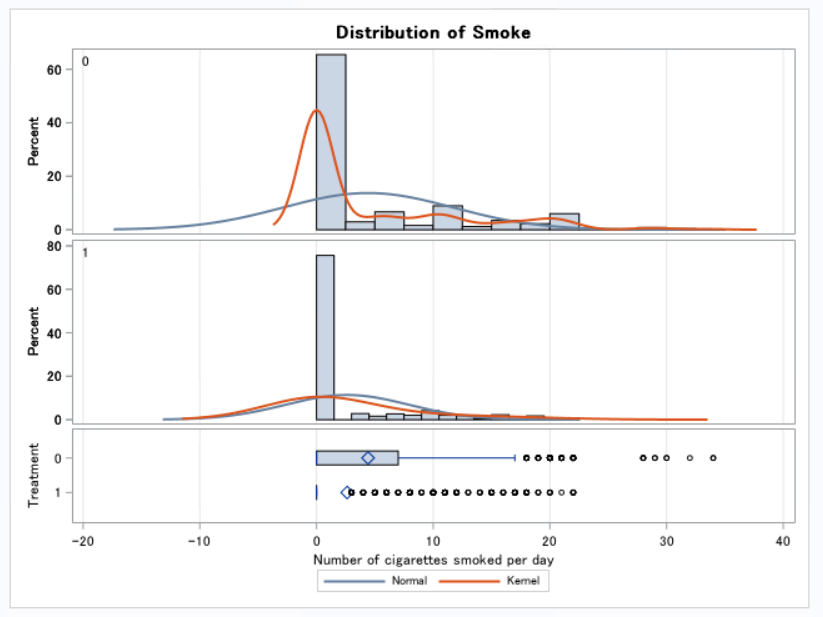 Distribution of Smoke
0
Percent
60
40
20
0
1
Percent
80
60
40
20
0
Treatment
0
1
−20 −10 0 10 20 30 40
Number of cigarettes smoked per day
Normal Kernel